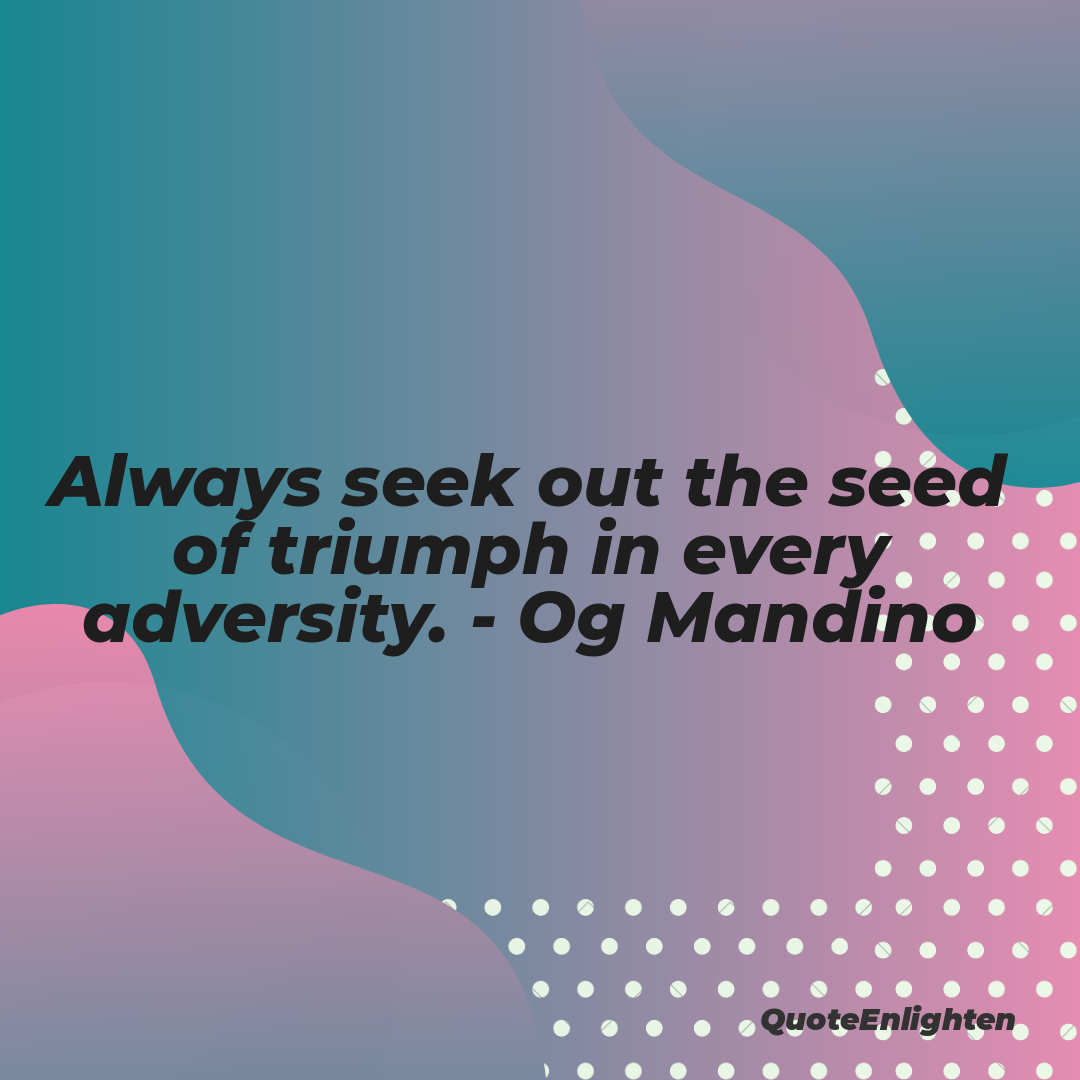 Always seek out the seed
of triumph in every
adversity. - Og Mandino
QuoteEnlighten